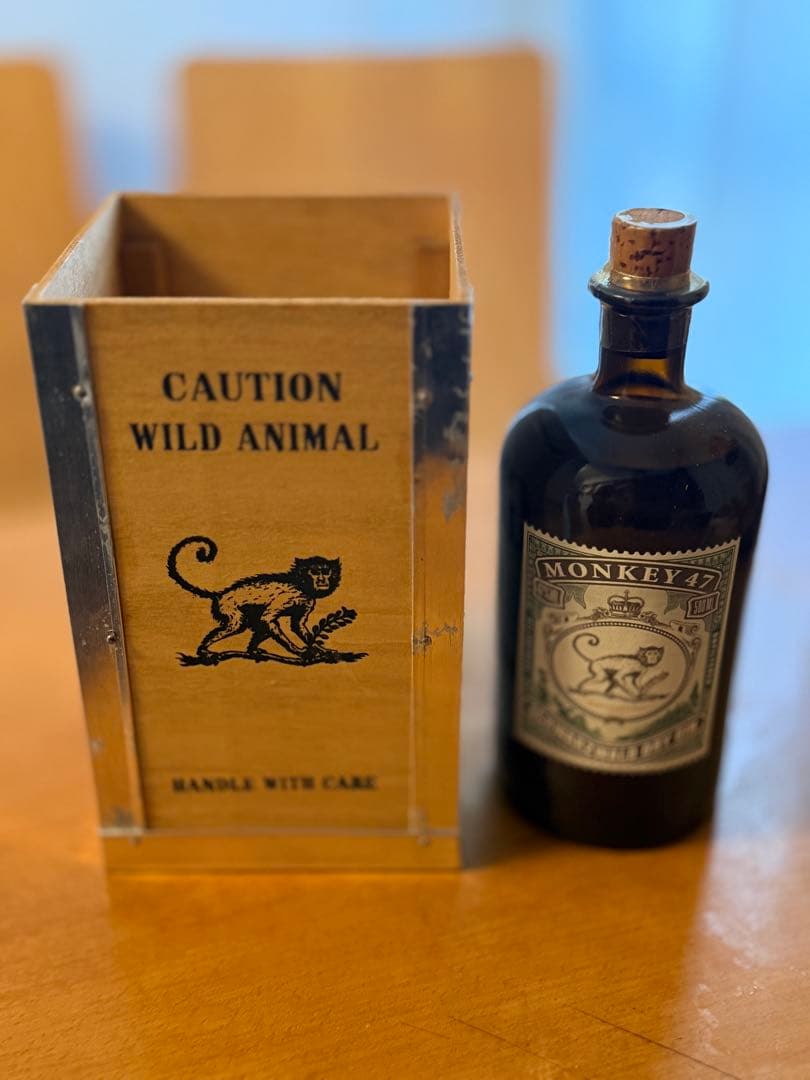 CAUTION
WILD ANIMAL
HANDLE WITH CARE
MONKEY 47